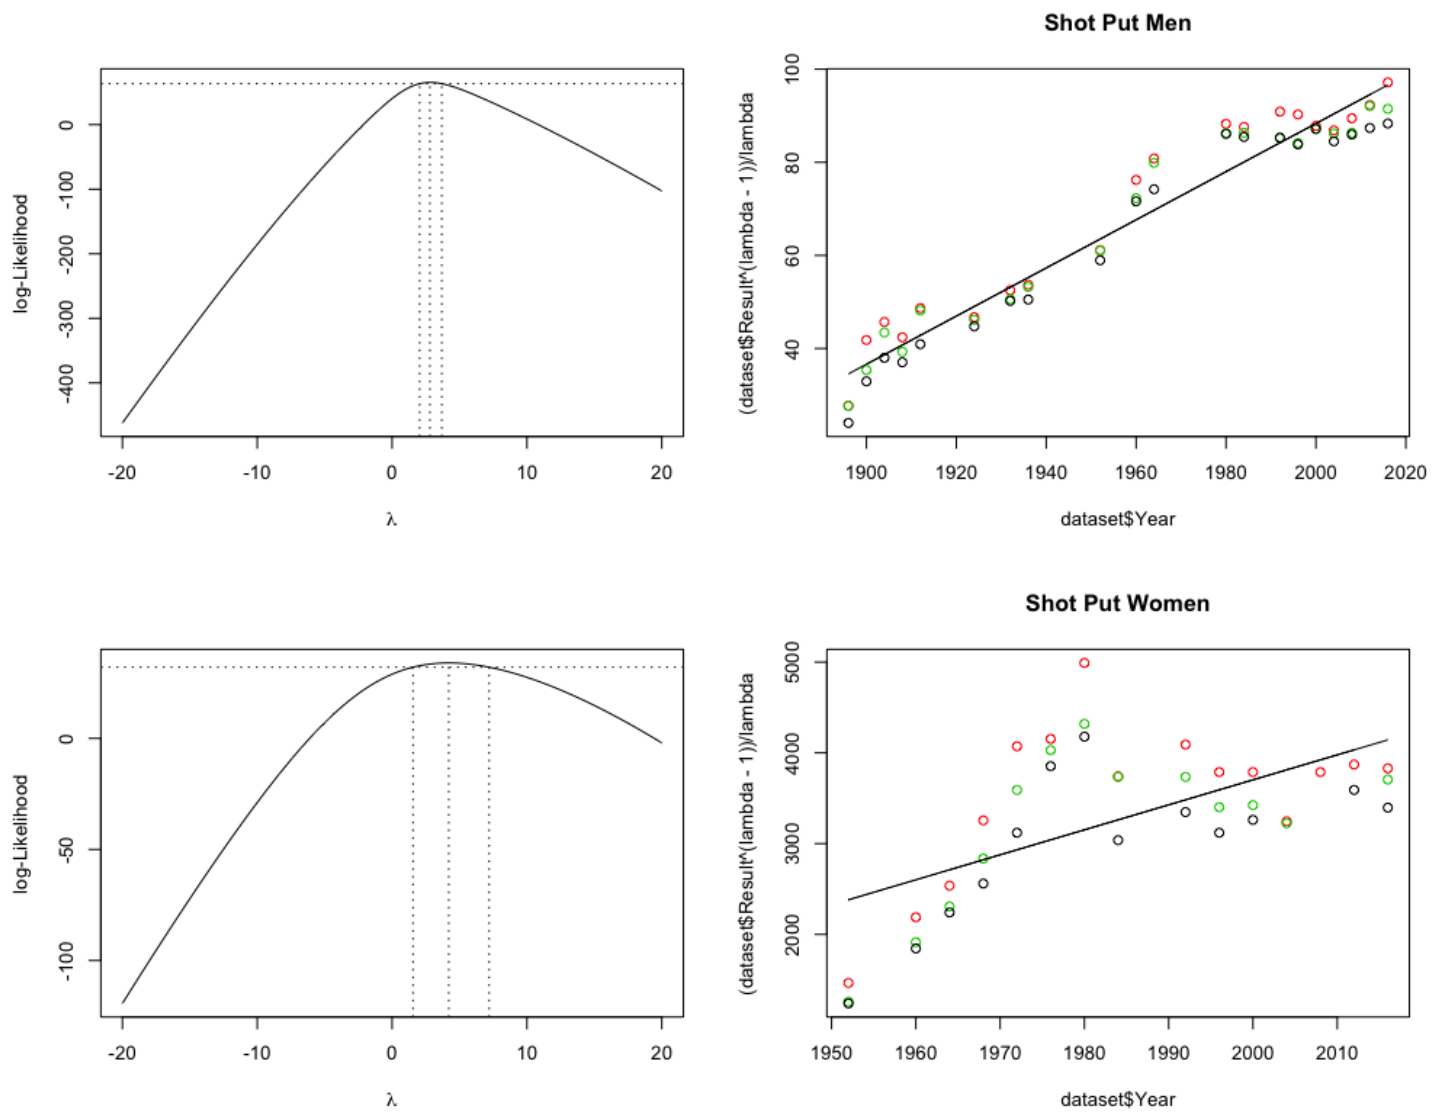 Shot Put Men
log-Likelihood
0
-100
-200
-300
-400
-20 -10 0 10 20
λ
(dataset$Result^(lambda - 1))/lambda
100
80
60
40
1900 1920 1940 1960 1980 2000 2020
dataset$Year
Shot Put Women
log-Likelihood
0
-50
-100
-20 -10 0 10 20
λ
(dataset$Result^(lambda - 1))/lambda
5000
4000
3000
2000
1950 1960 1970 1980 1990 2000 2010
dataset$Year